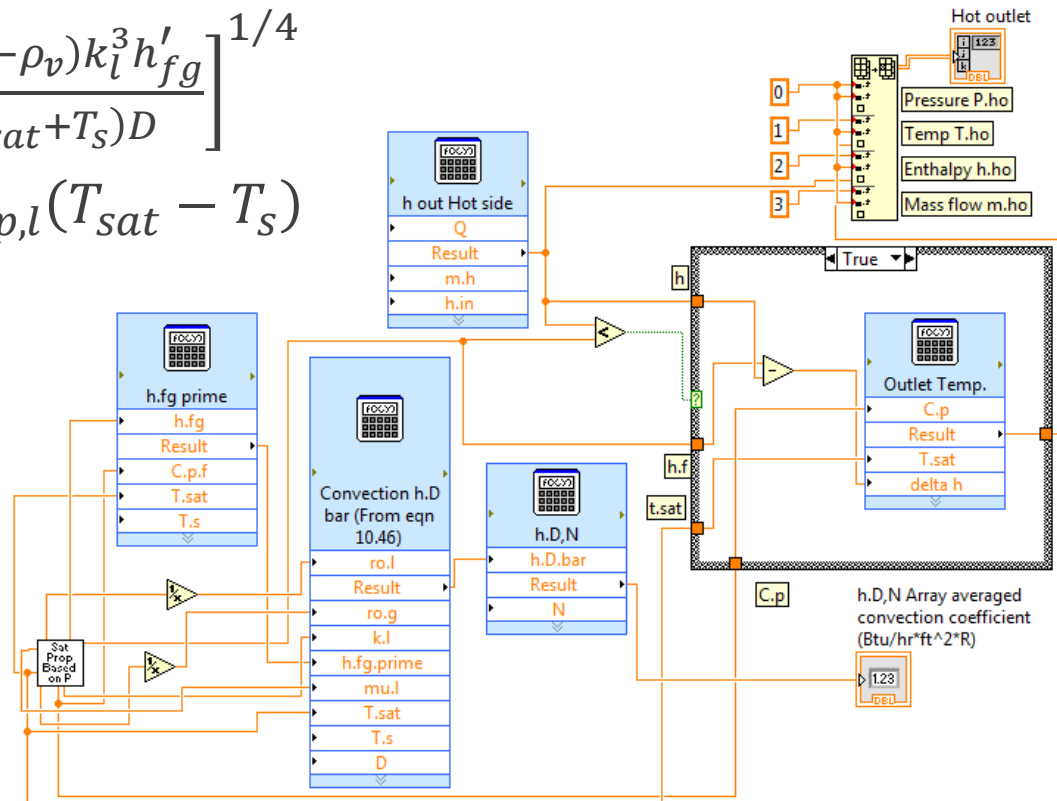 −ρᵥ)kₗ³h′fg]^1/4
sat+Tₛ)D
p,l(Tsat − Tₛ)
Hot outlet
i 123
j
k
DBL
0
1
2
3
Pressure P.ho
Temp T.ho
Enthalpy h.ho
Mass flow m.ho
f(x,y)
h out Hot side
Q
Result
m.h
h.in
True
h
<
-
?
h.f
t.sat
C.p
f(x,y)
Outlet Temp.
C.p
Result
T.sat
delta h
f(x,y)
h.fg prime
h.fg
Result
C.p.f
T.sat
T.s
f(x,y)
Convection h.D
bar (From eqn
10.46)
ro.l
Result
ro.g
k.l
h.fg.prime
mu.l
T.sat
T.s
D
f(x,y)
h.D,N
h.D.bar
Result
N
1/x
1/x
Sat
Prop
Based
on P
h.D,N Array averaged
convection coefficient
(Btu/hr*ft^2*R)
1.23
DBL